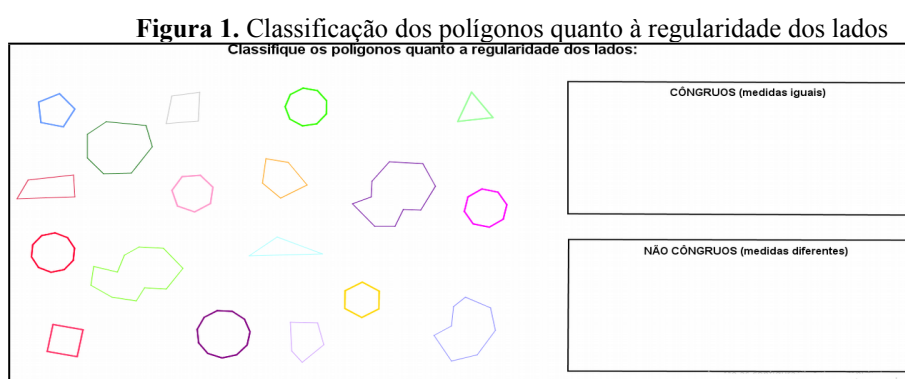 Figura 1. Classificação dos polígonos quanto à regularidade dos lados
Classifique os polígonos quanto a regularidade dos lados:
CÔNGRUOS (medidas iguais)
NÃO CÔNGRUOS (medidas diferentes)